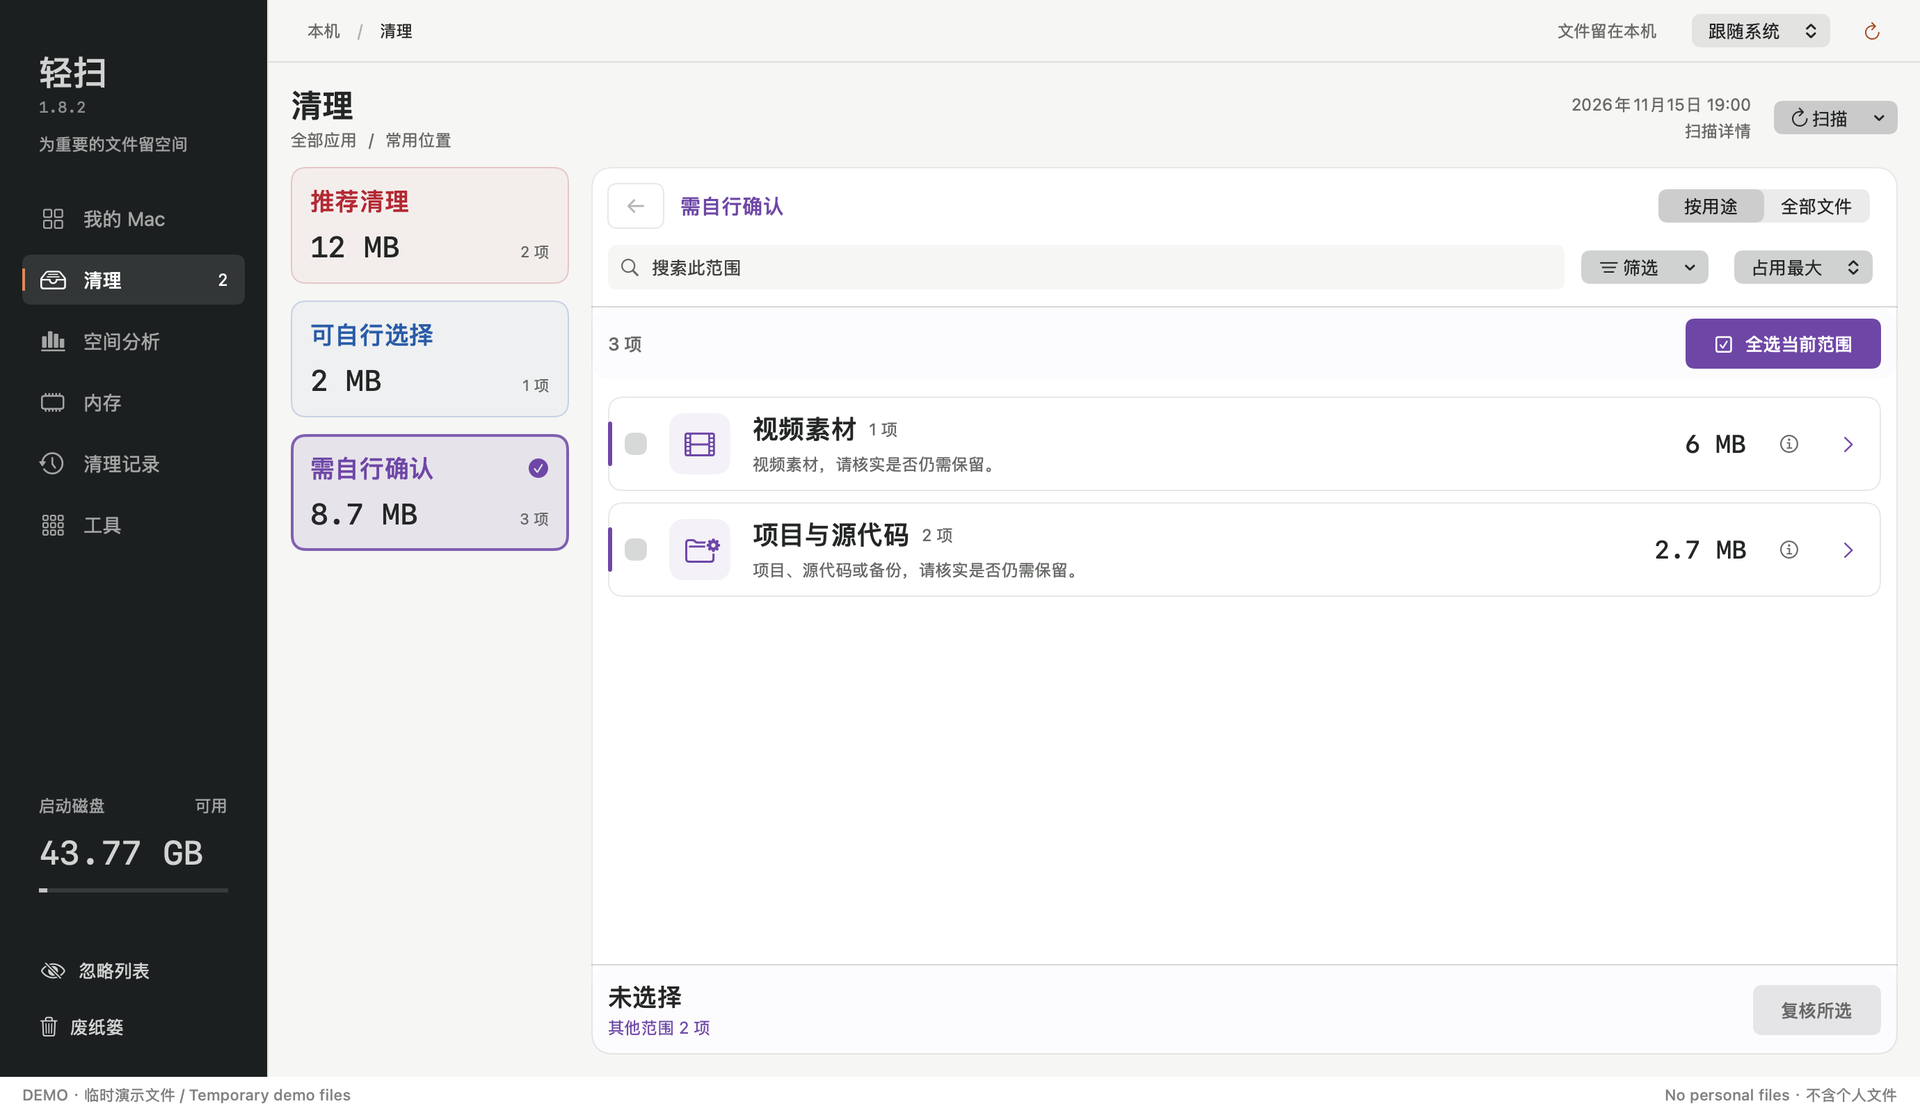 轻扫
1.8.2
为重要的文件留空间
我的 Mac
清理 2
空间分析
内存
清理记录
工具
启动磁盘 可用
43.77 GB
忽略列表
废纸篓
本机 / 清理
文件留在本机 跟随系统
清理
全部应用 / 常用位置
2026年11月15日 19:00
扫描详情
扫描
推荐清理
12 MB 2 项
可自行选择
2 MB 1 项
需自行确认
8.7 MB 3 项
需自行确认
按用途 全部文件
搜索此范围 筛选 占用最大
3 项 全选当前范围
视频素材 1 项
视频素材，请核实是否仍需保留。
6 MB
项目与源代码 2 项
项目、源代码或备份，请核实是否仍需保留。
2.7 MB
未选择
其他范围 2 项
复核所选
DEMO · 临时演示文件 / Temporary demo files
No personal files · 不含个人文件